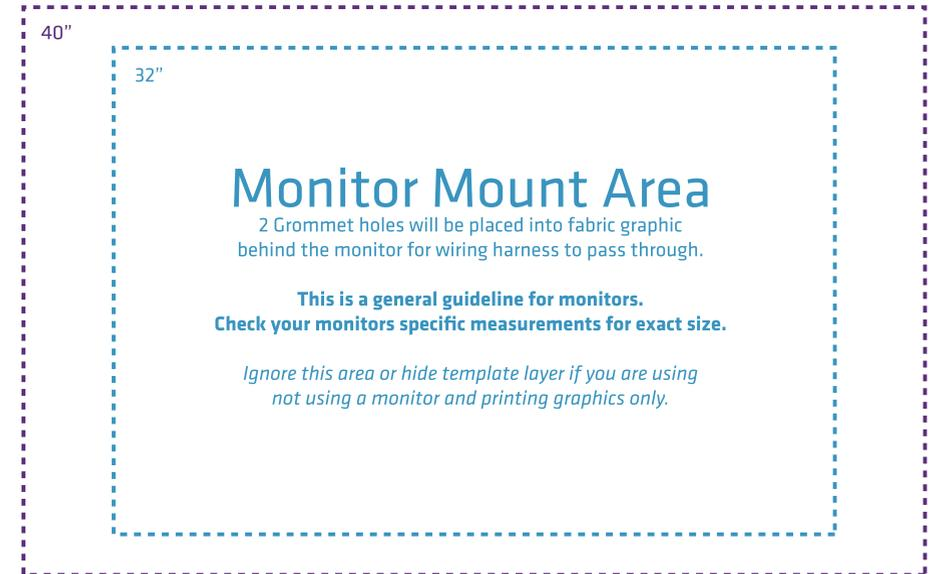 40”
32”
Monitor Mount Area
2 Grommet holes will be placed into fabric graphic
behind the monitor for wiring harness to pass through.
This is a general guideline for monitors.
Check your monitors specific measurements for exact size.
Ignore this area or hide template layer if you are using
not using a monitor and printing graphics only.